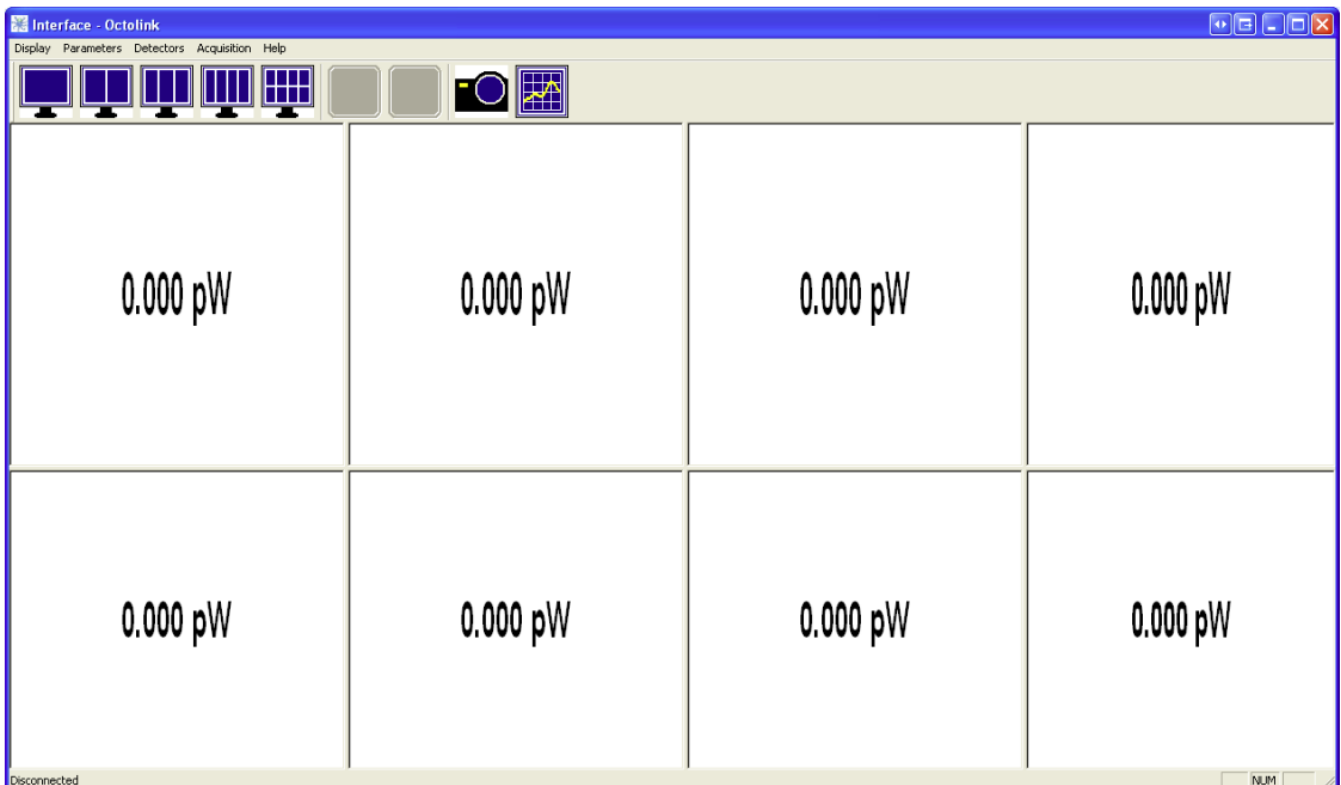 Interface - Octolink
Display Parameters Detectors Acquisition Help
0.000 pW 0.000 pW 0.000 pW 0.000 pW
0.000 pW 0.000 pW 0.000 pW 0.000 pW
Disconnected NUM